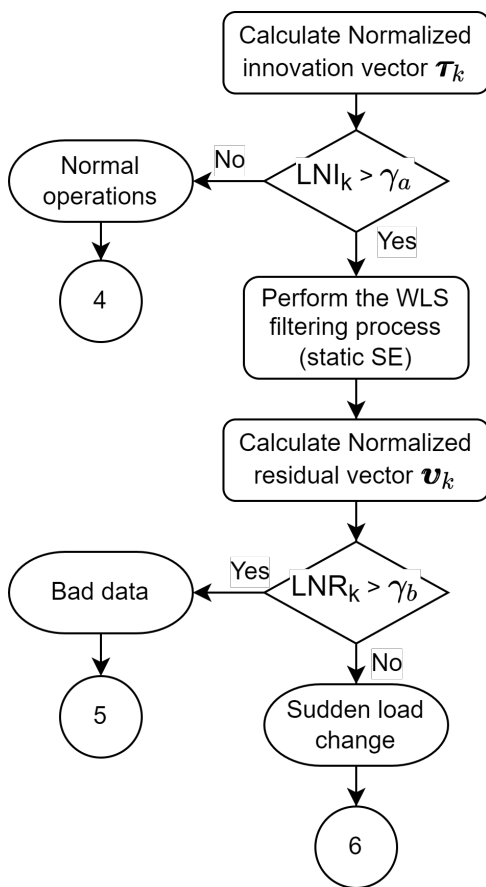 Calculate Normalized
innovation vector 𝝉k
LNIk > γa
No
Normal
operations
4
Yes
Perform the WLS
filtering process
(static SE)
Calculate Normalized
residual vector 𝝊k
LNRk > γb
Yes
Bad data
5
No
Sudden load
change
6